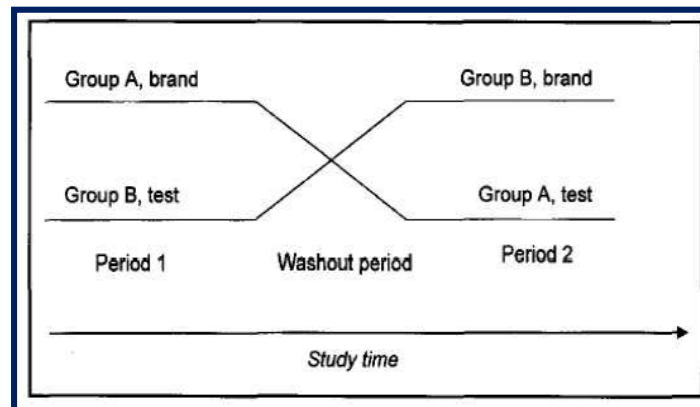 Group A, brand
Group B, brand
Group B, test
Group A, test
Period 1
Washout period
Period 2
Study time